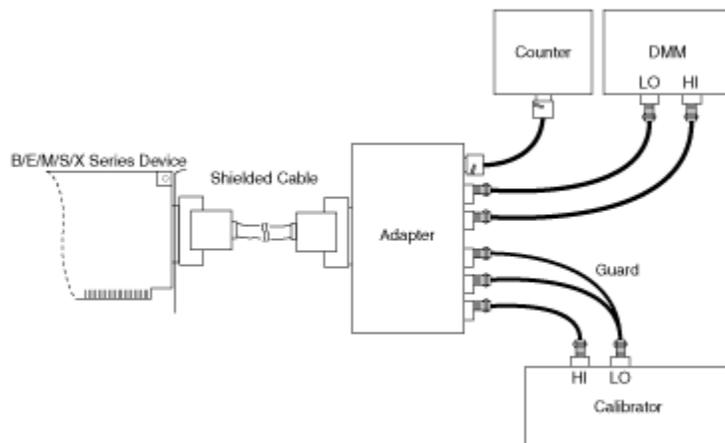 Counter
DMM
LO
HI
B/E/M/S/X Series Device
Shielded Cable
Adapter
Guard
HI
LO
Calibrator